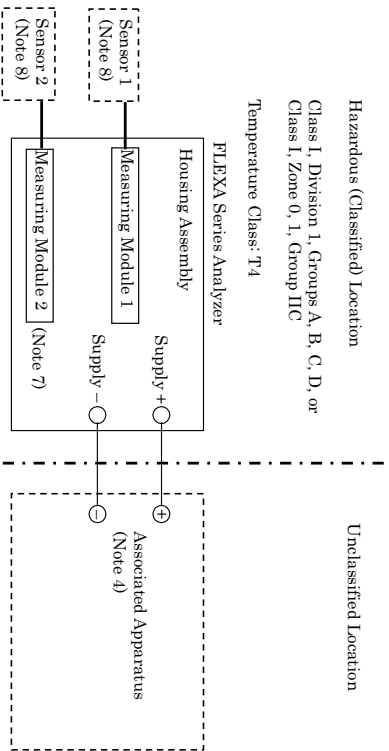 Hazardous (Classified) Location
Unclassified Location
Class I, Division 1, Groups A, B, C, D, or
Class I, Zone 0, 1, Group IIC
Temperature Class: T4
FLEXA Series Analyzer
Housing Assembly
Sensor 1
(Note 8)
Measuring Module 1
Supply +
+
Associated Apparatus
(Note 4)
Sensor 2
(Note 8)
Measuring Module 2
(Note 7)
Supply −
−